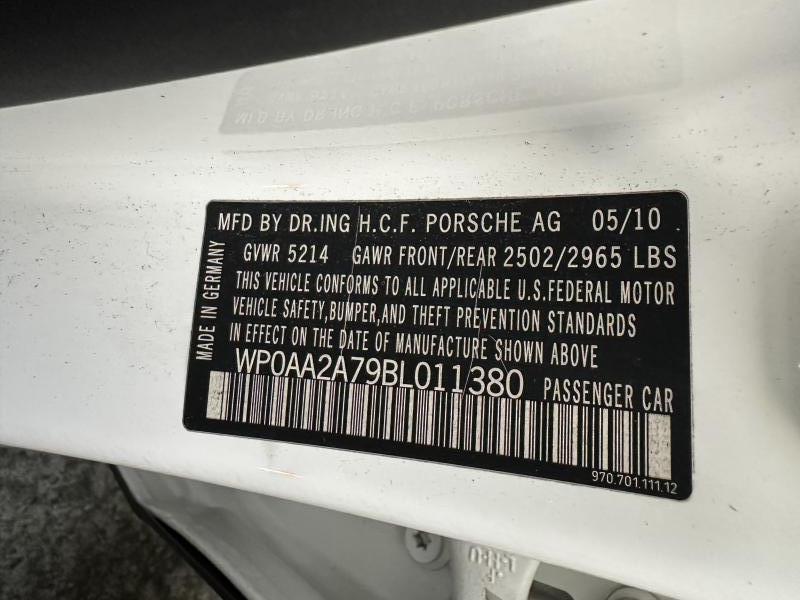 MFD BY DR.ING H.C.F. PORSCHE AG 05/10
GVWR 5214 GAWR FRONT/REAR 2502/2965 LBS
THIS VEHICLE CONFORMS TO ALL APPLICABLE U.S.FEDERAL MOTOR
VEHICLE SAFETY,BUMPER,AND THEFT PREVENTION STANDARDS
IN EFFECT ON THE DATE OF MANUFACTURE SHOWN ABOVE
WP0AA2A79BL011380 PASSENGER CAR
MADE IN GERMANY
970.701.111.12